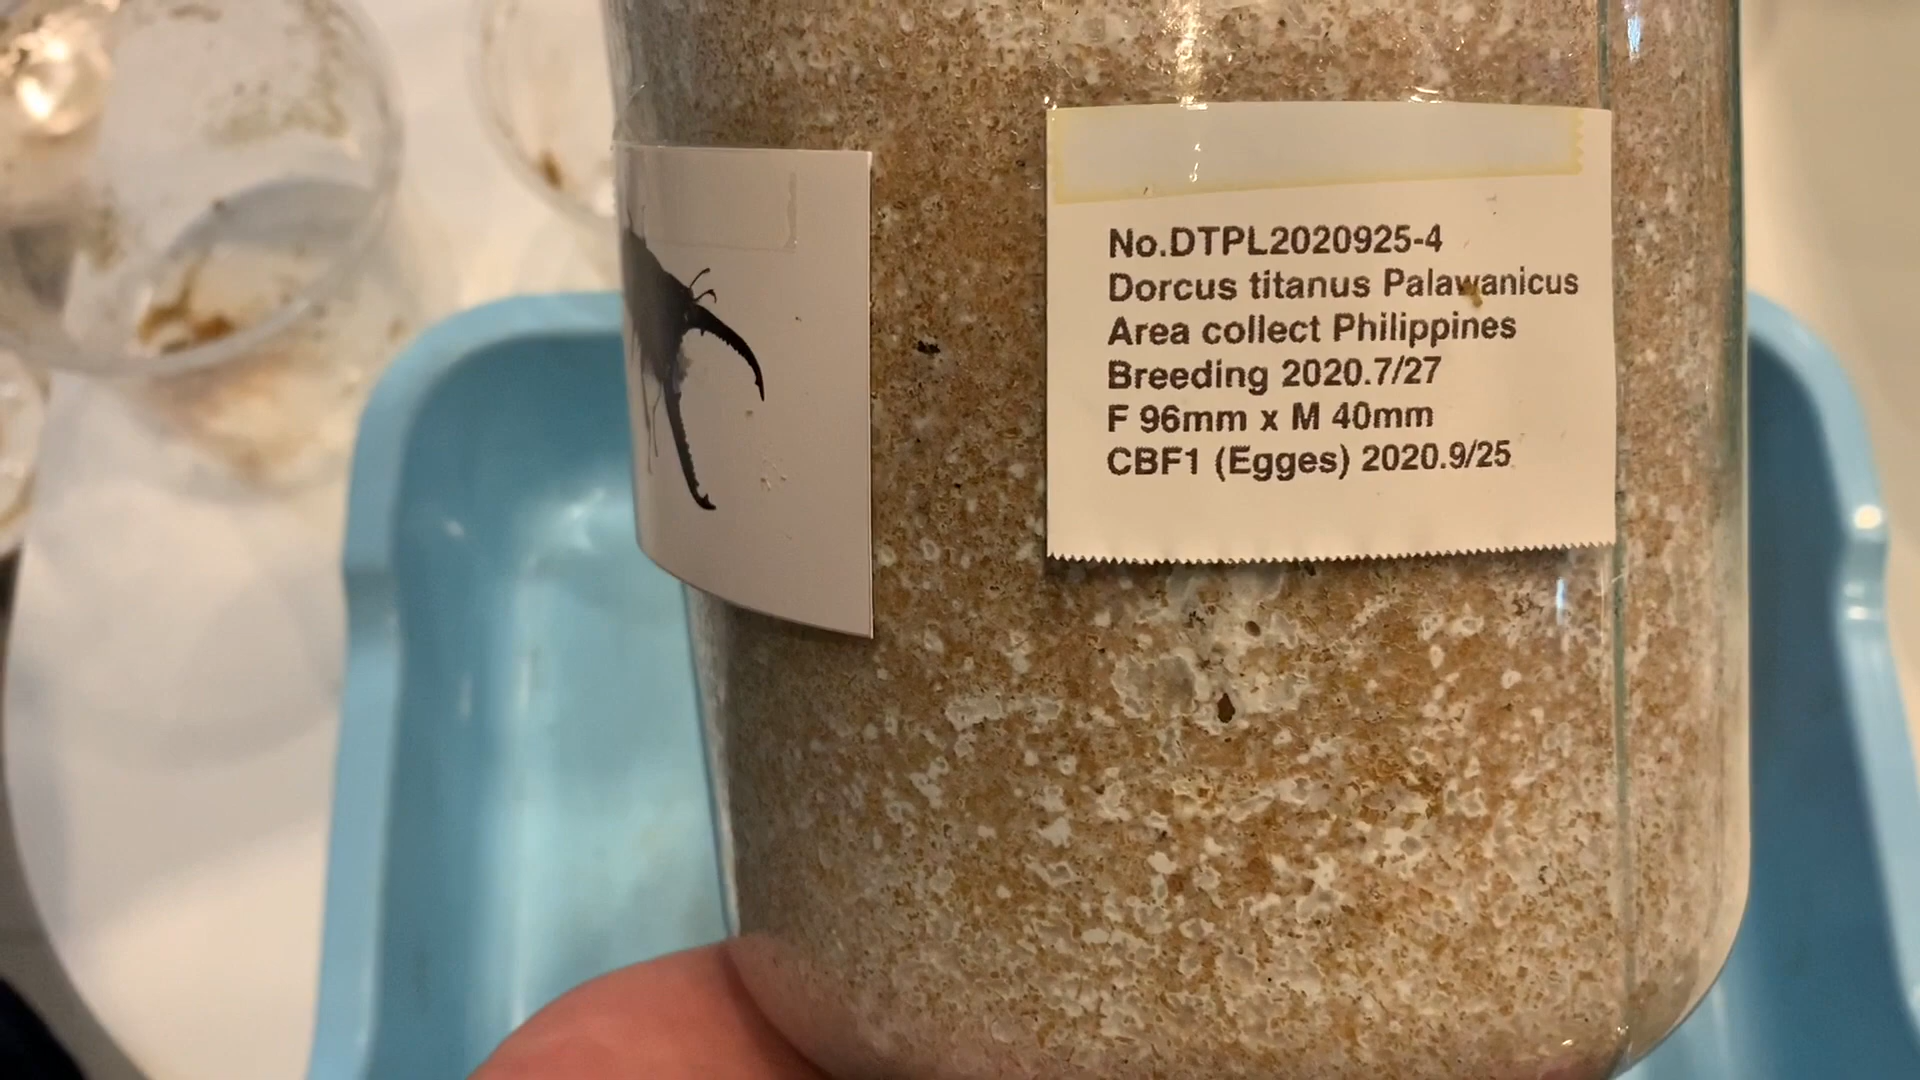 No.DTPL2020925-4
Dorcus titanus Palawanicus
Area collect Philippines
Breeding 2020.7/27
F 96mm x M 40mm
CBF1 (Egges) 2020.9/25